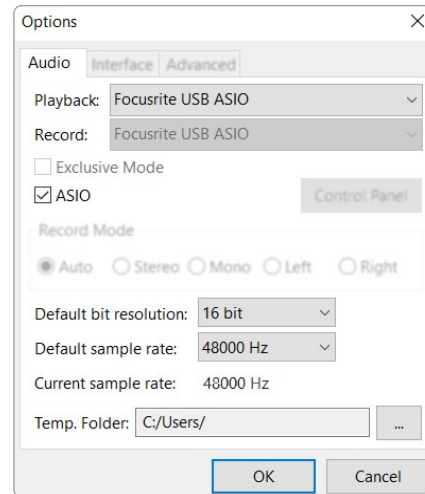 Options
Audio Interface Advanced
Playback: Focusrite USB ASIO
Record: Focusrite USB ASIO
Exclusive Mode
ASIO Control Panel
Record Mode
Auto Stereo Mono Left Right
Default bit resolution: 16 bit
Default sample rate: 48000 Hz
Current sample rate: 48000 Hz
Temp. Folder: C:/Users/ ...
OK Cancel